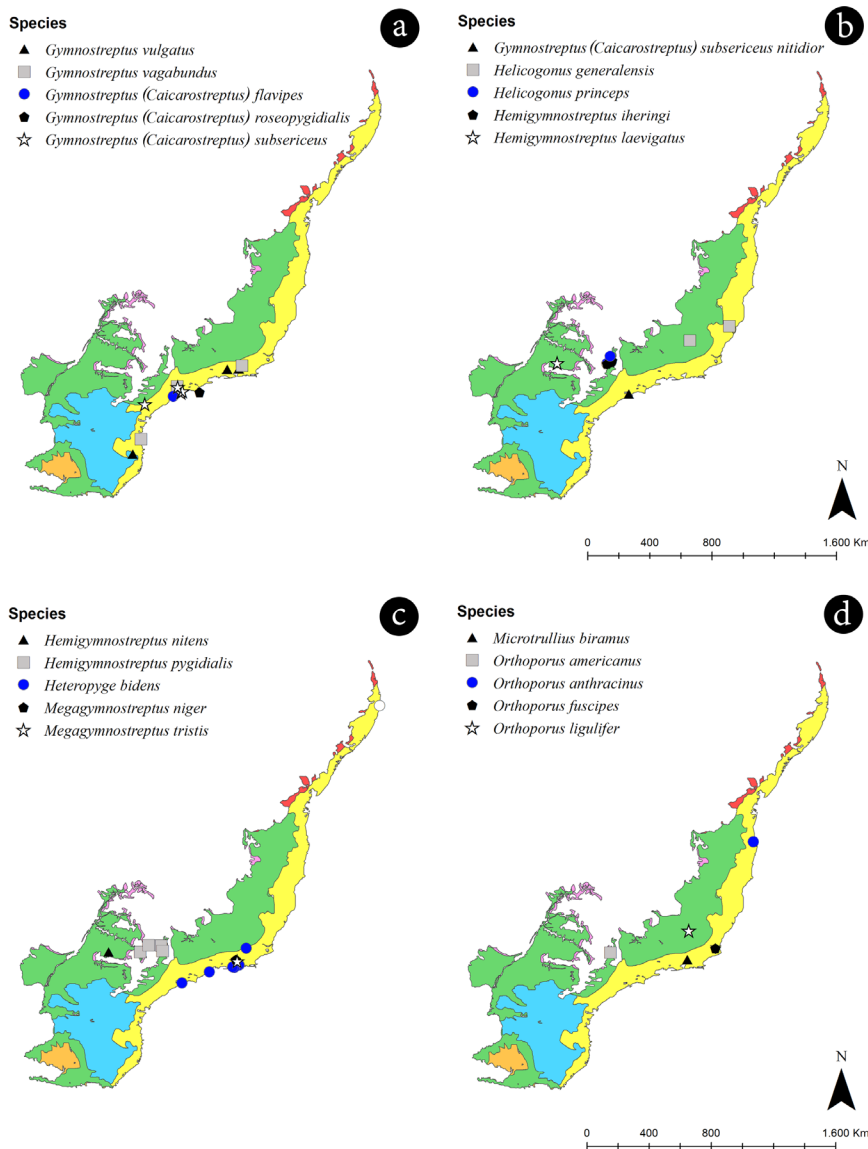 Species
a
Gymnostreptus vulgatus
Gymnostreptus vagabundus
Gymnostreptus (Caicarostreptus) flavipes
Gymnostreptus (Caicarostreptus) roseopygidialis
Gymnostreptus (Caicarostreptus) subsericeus
Species
b
Gymnostreptus (Caicarostreptus) subsericeus nitidior
Helicogonus generalensis
Helicogonus princeps
Hemigymnostreptus iheringi
Hemigymnostreptus laevigatus
N
0 400 800 1.600 Km
Species
c
Hemigymnostreptus nitens
Hemigymnostreptus pygidialis
Heteropyge bidens
Megagymnostreptus niger
Megagymnostreptus tristis
Species
d
Microtrullius biramus
Orthoporus americanus
Orthoporus anthracinus
Orthoporus fuscipes
Orthoporus ligulifer
N
0 400 800 1.600 Km